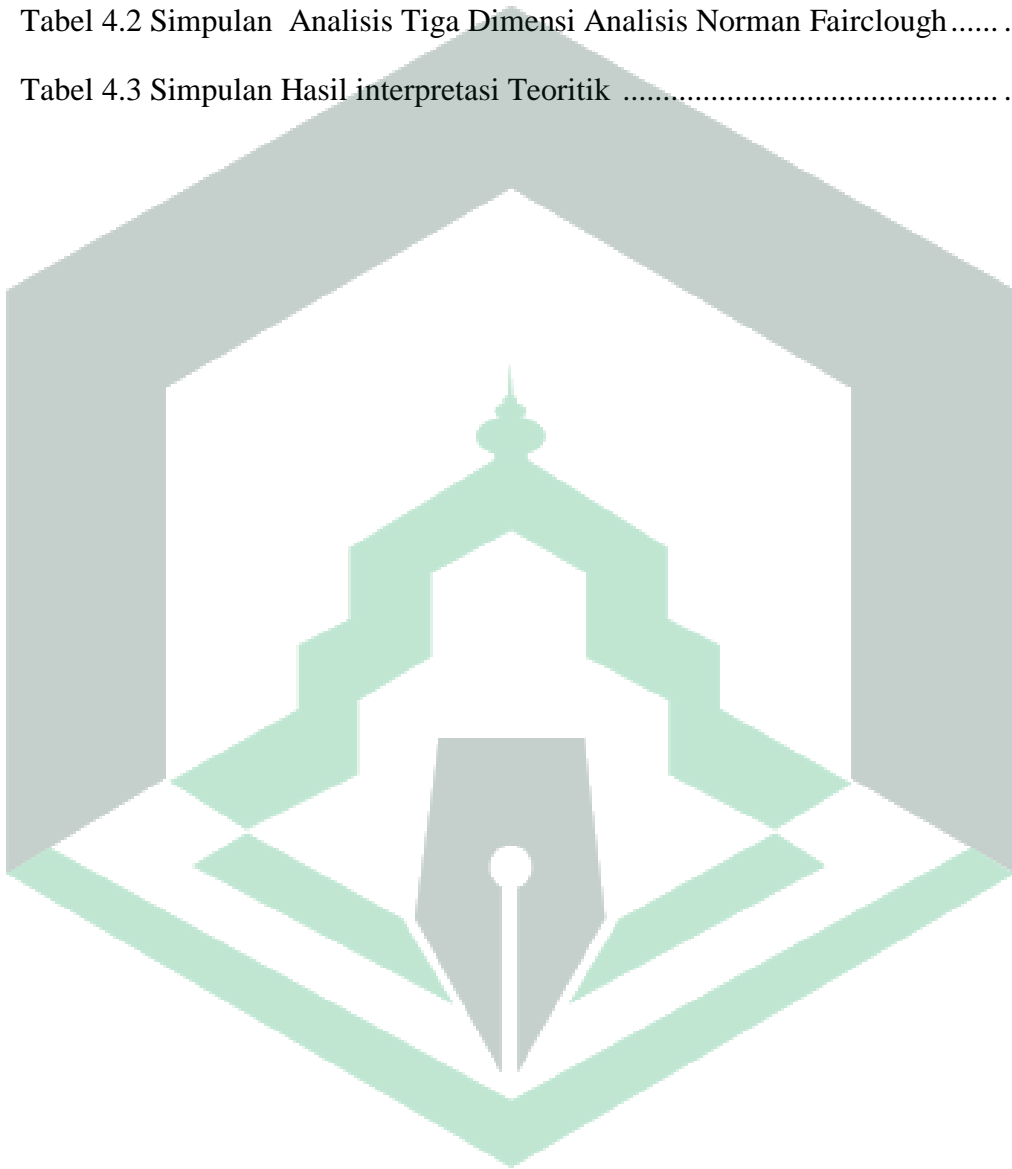 Tabel 4.2 Simpulan  Analisis Tiga Dimensi Analisis Norman Fairclough...... .
Tabel 4.3 Simpulan Hasil interpretasi Teoritik ............................................. .